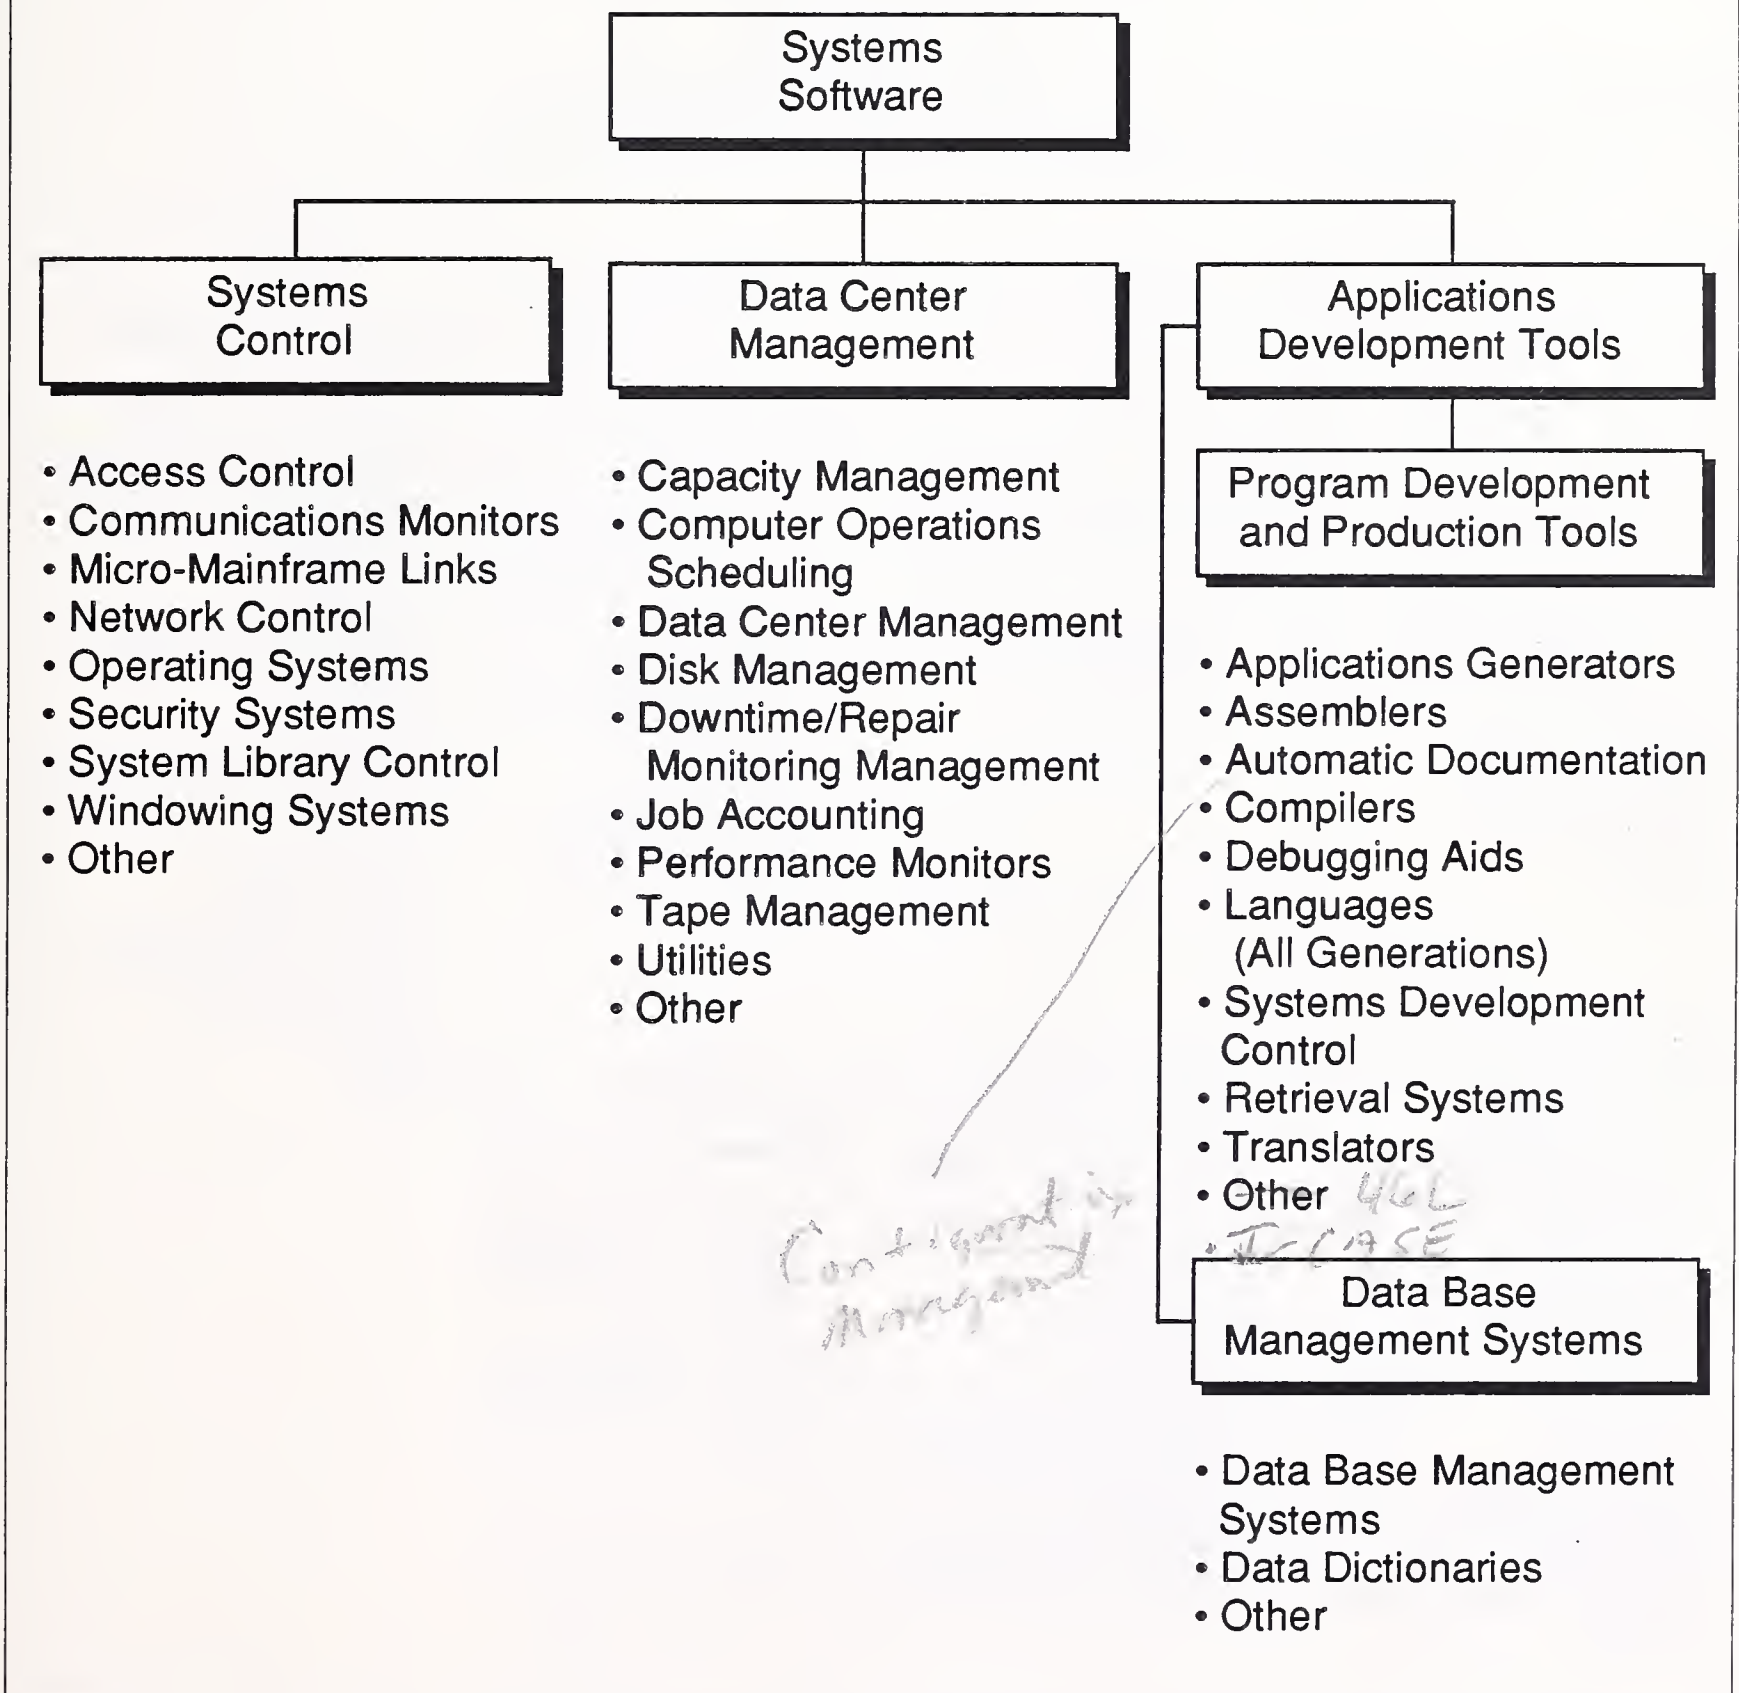 Systems
Software
Systems
Control
• Access Control
• Communications Monitors
• Micro-Mainframe Links
• Network Control
• Operating Systems
• Security Systems
• System Library Control
• Windowing Systems
• Other
Data Center
Management
• Capacity Management
• Computer Operations
Scheduling
• Data Center Management
• Disk Management
• Downtime/Repair
Monitoring Management
• Job Accounting
• Performance Monitors
• Tape Management
• Utilities
• Other
Applications
Development Tools
Program Development
and Production Tools
• Applications Generators
• Assemblers
• Automatic Documentation
• Compilers
• Debugging Aids
• Languages
(All Generations)
• Systems Development
Control
• Retrieval Systems
• Translators
• Other 4GL
• I-CASE
Configuration
Management
Data Base
Management Systems
• Data Base Management
Systems
• Data Dictionaries
• Other